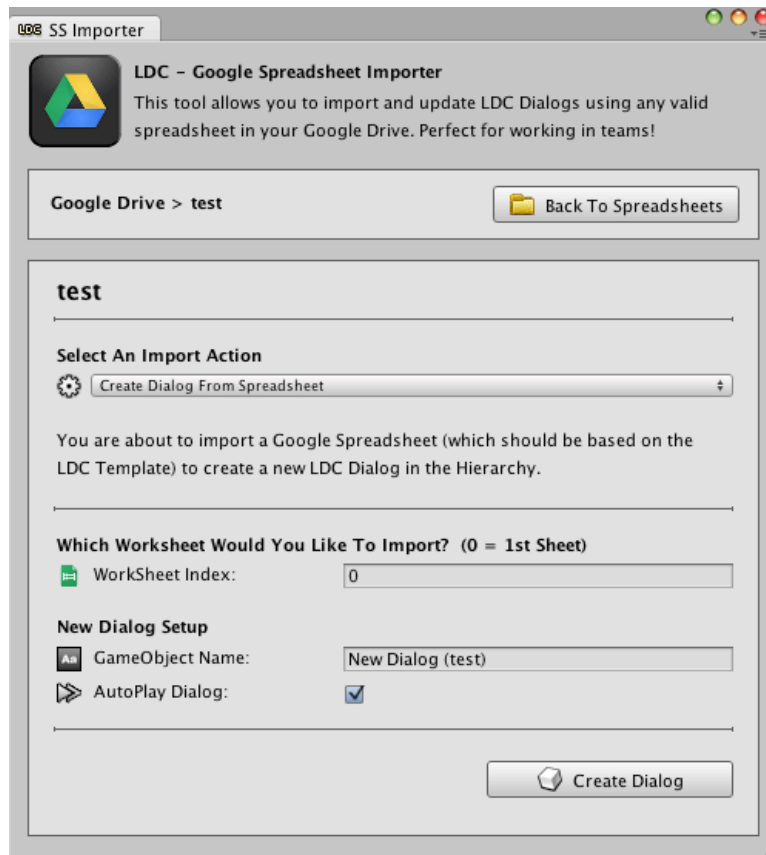 LDC SS Importer
LDC – Google Spreadsheet Importer
This tool allows you to import and update LDC Dialogs using any valid
spreadsheet in your Google Drive. Perfect for working in teams!
Google Drive > test
Back To Spreadsheets
test
Select An Import Action
Create Dialog From Spreadsheet
You are about to import a Google Spreadsheet (which should be based on the
LDC Template) to create a new LDC Dialog in the Hierarchy.
Which Worksheet Would You Like To Import? (0 = 1st Sheet)
WorkSheet Index: 0
New Dialog Setup
Aa GameObject Name: New Dialog (test)
AutoPlay Dialog:
Create Dialog